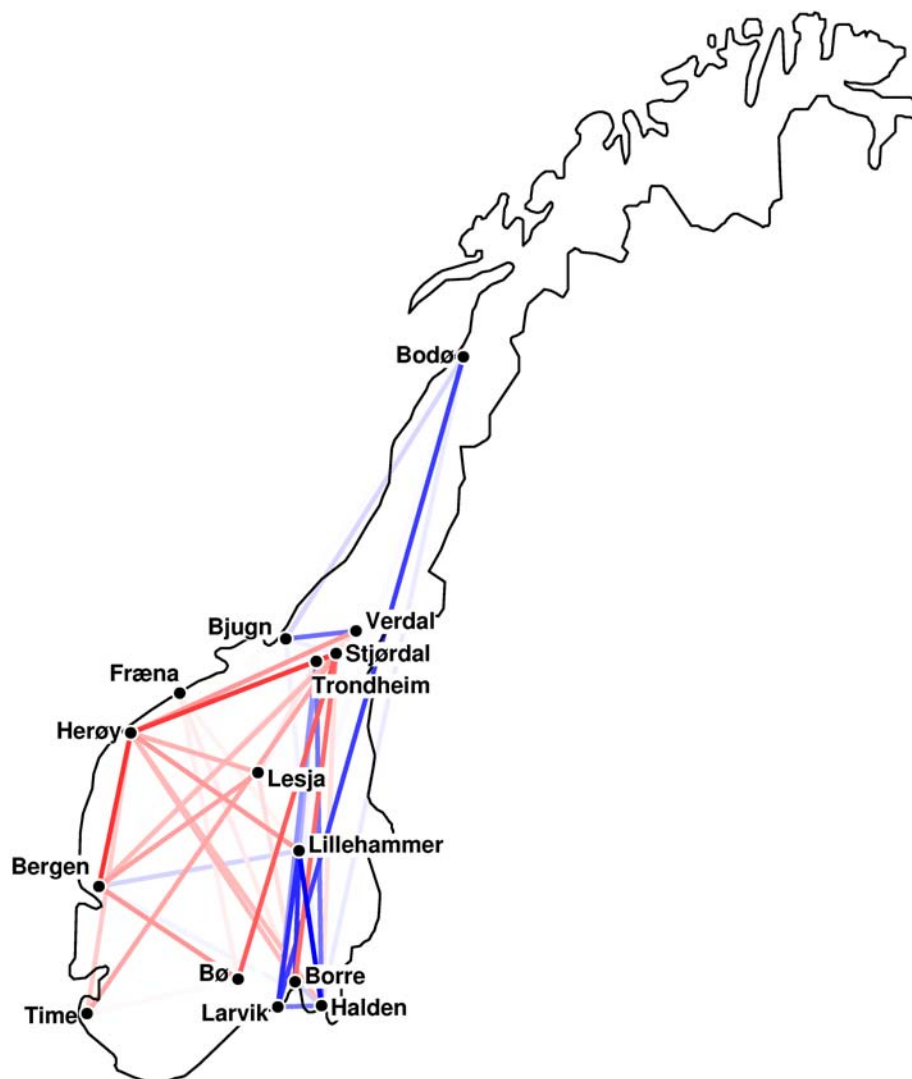 Bodø
Verdal
Bjugn
Stjørdal
Fræna
Trondheim
Herøy
Lesja
Lillehammer
Bergen
Bø
Borre
Time
Larvik
Halden